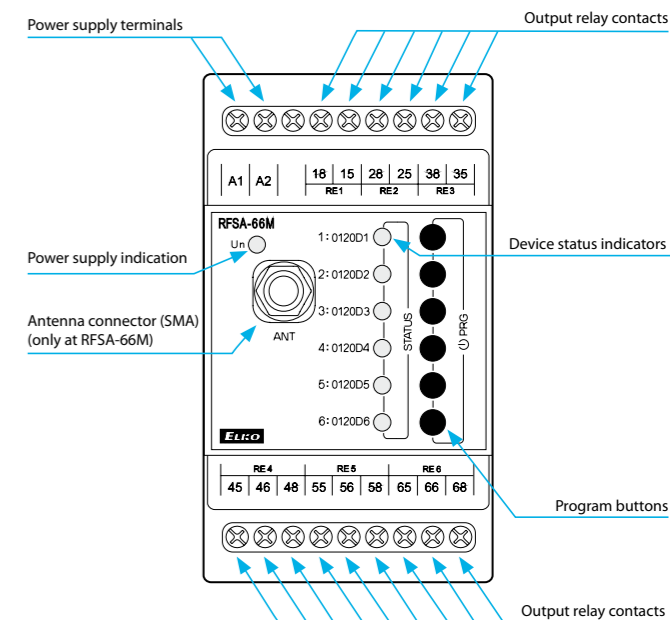 Power supply terminals
Output relay contacts
A1 A2 18 15 28 25 38 35
RE1 RE2 RE3
RFSA-66M
Un
1:0120D1
Device status indicators
Power supply indication
2:0120D2
3:0120D3
Antenna connector (SMA)
(only at RFSA-66M)
ANT
STATUS
PRG
4:0120D4
5:0120D5
6:0120D6
ELKO
RE4 RE5 RE6
45 46 48 55 56 58 65 66 68
Program buttons
Output relay contacts